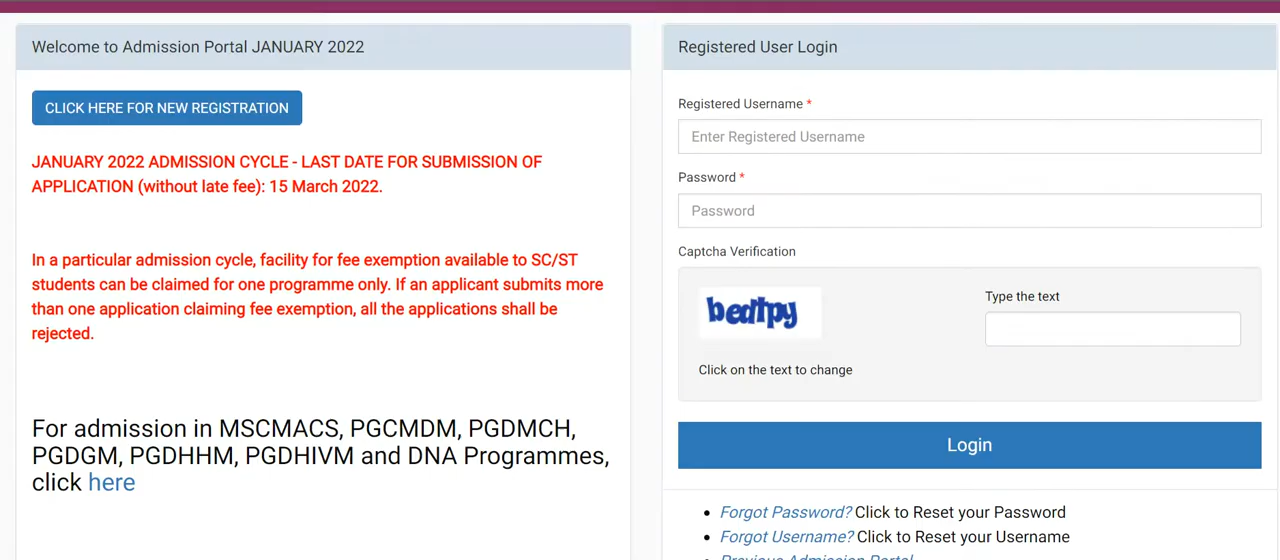 Welcome to Admission Portal JANUARY 2022
CLICK HERE FOR NEW REGISTRATION
JANUARY 2022 ADMISSION CYCLE - LAST DATE FOR SUBMISSION OF
APPLICATION (without late fee): 15 March 2022.
In a particular admission cycle, facility for fee exemption available to SC/ST
students can be claimed for one programme only. If an applicant submits more
than one application claiming fee exemption, all the applications shall be
rejected.
For admission in MSCMACS, PGCMDM, PGDMCH,
PGDGM, PGDHHM, PGDHIVM and DNA Programmes,
click here
Registered User Login
Registered Username *
Enter Registered Username
Password *
Password
Captcha Verification
Type the text
Click on the text to change
Login
• Forgot Password? Click to Reset your Password
• Forgot Username? Click to Reset your Username
• Previous Admission Portal